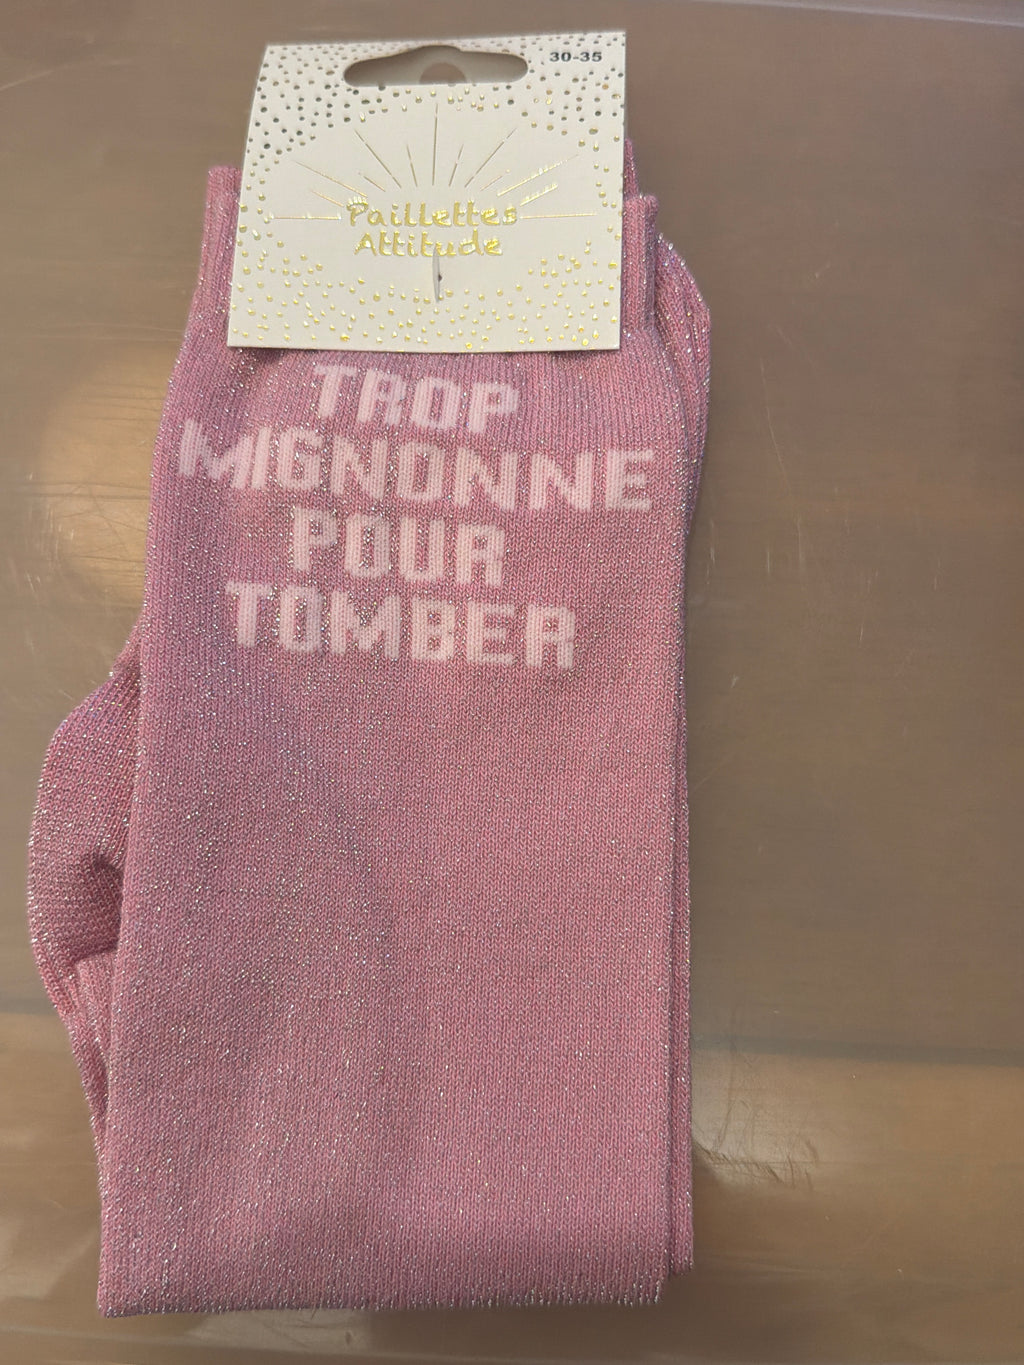 30-35
Paillettes
Attitude
TROP
MIGNONNE
POUR
TOMBER